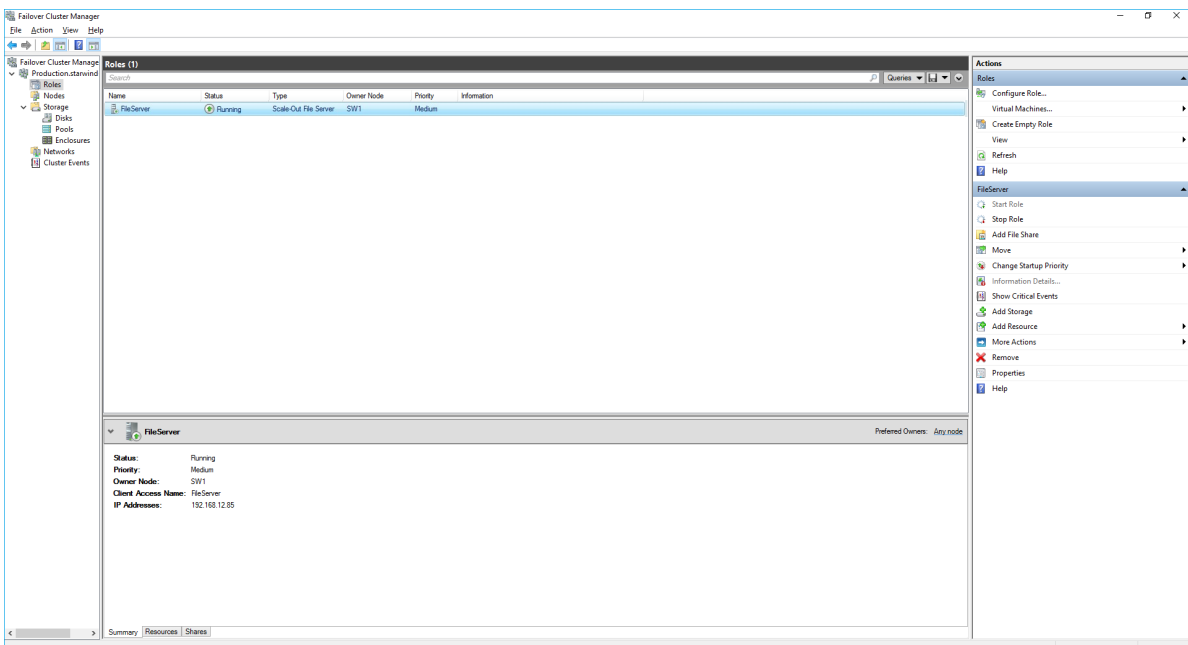 Failover Cluster Manager
File Action View Help
Failover Cluster Manage
Production.starwind
Roles
Nodes
Storage
Disks
Pools
Enclosures
Networks
Cluster Events
Roles (1)
Search
Queries
Name Status Type Owner Node Priority Information
FileServer Running Scale-Out File Server SW1 Medium
FileServer
Preferred Owners: Any node
Status: Running
Priority: Medium
Owner Node: SW1
Client Access Name: FileServer
IP Addresses: 192.168.12.85
Summary Resources Shares
Actions
Roles
Configure Role...
Virtual Machines...
Create Empty Role
View
Refresh
Help
FileServer
Start Role
Stop Role
Add File Share
Move
Change Startup Priority
Information Details...
Show Critical Events
Add Storage
Add Resource
More Actions
Remove
Properties
Help